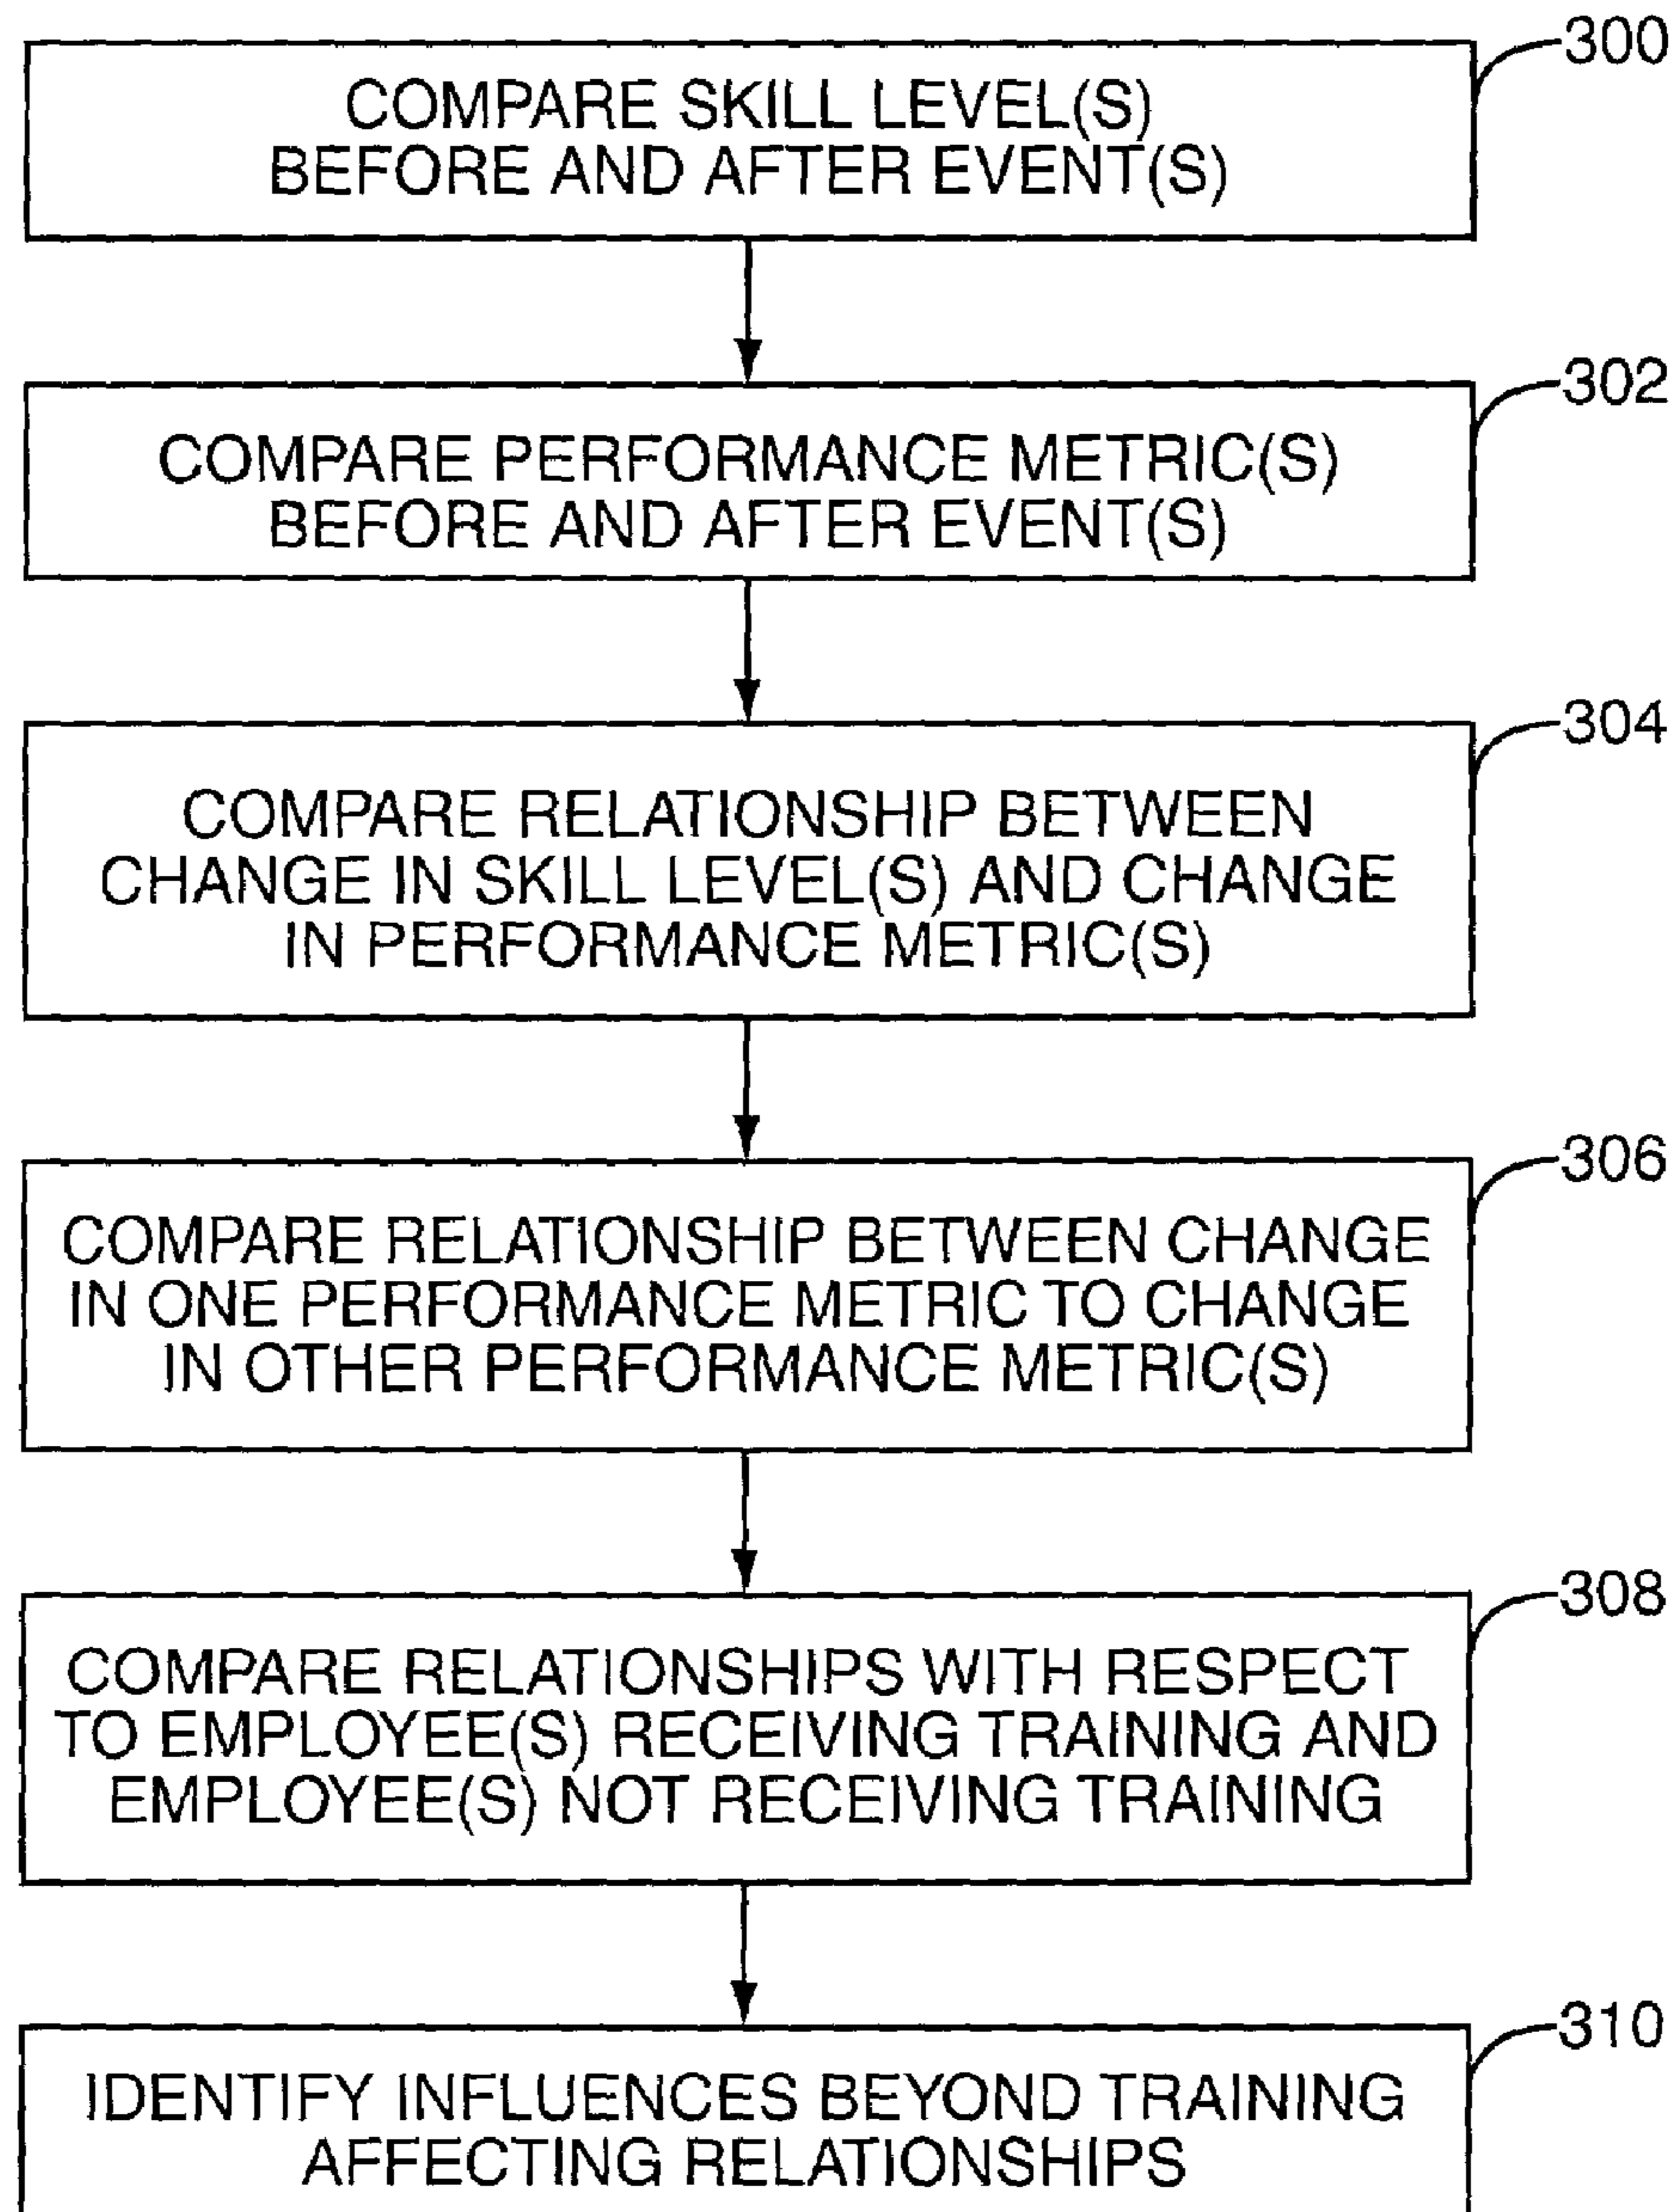 300
COMPARE SKILL LEVEL(S)
BEFORE AND AFTER EVENT(S)
302
COMPARE PERFORMANCE METRIC(S)
BEFORE AND AFTER EVENT(S)
304
COMPARE RELATIONSHIP BETWEEN
CHANGE IN SKILL LEVEL(S) AND CHANGE
IN PERFORMANCE METRIC(S)
306
COMPARE RELATIONSHIP BETWEEN CHANGE
IN ONE PERFORMANCE METRIC TO CHANGE
IN OTHER PERFORMANCE METRIC(S)
308
COMPARE RELATIONSHIPS WITH RESPECT
TO EMPLOYEE(S) RECEIVING TRAINING AND
EMPLOYEE(S) NOT RECEIVING TRAINING
310
IDENTIFY INFLUENCES BEYOND TRAINING
AFFECTING RELATIONSHIPS